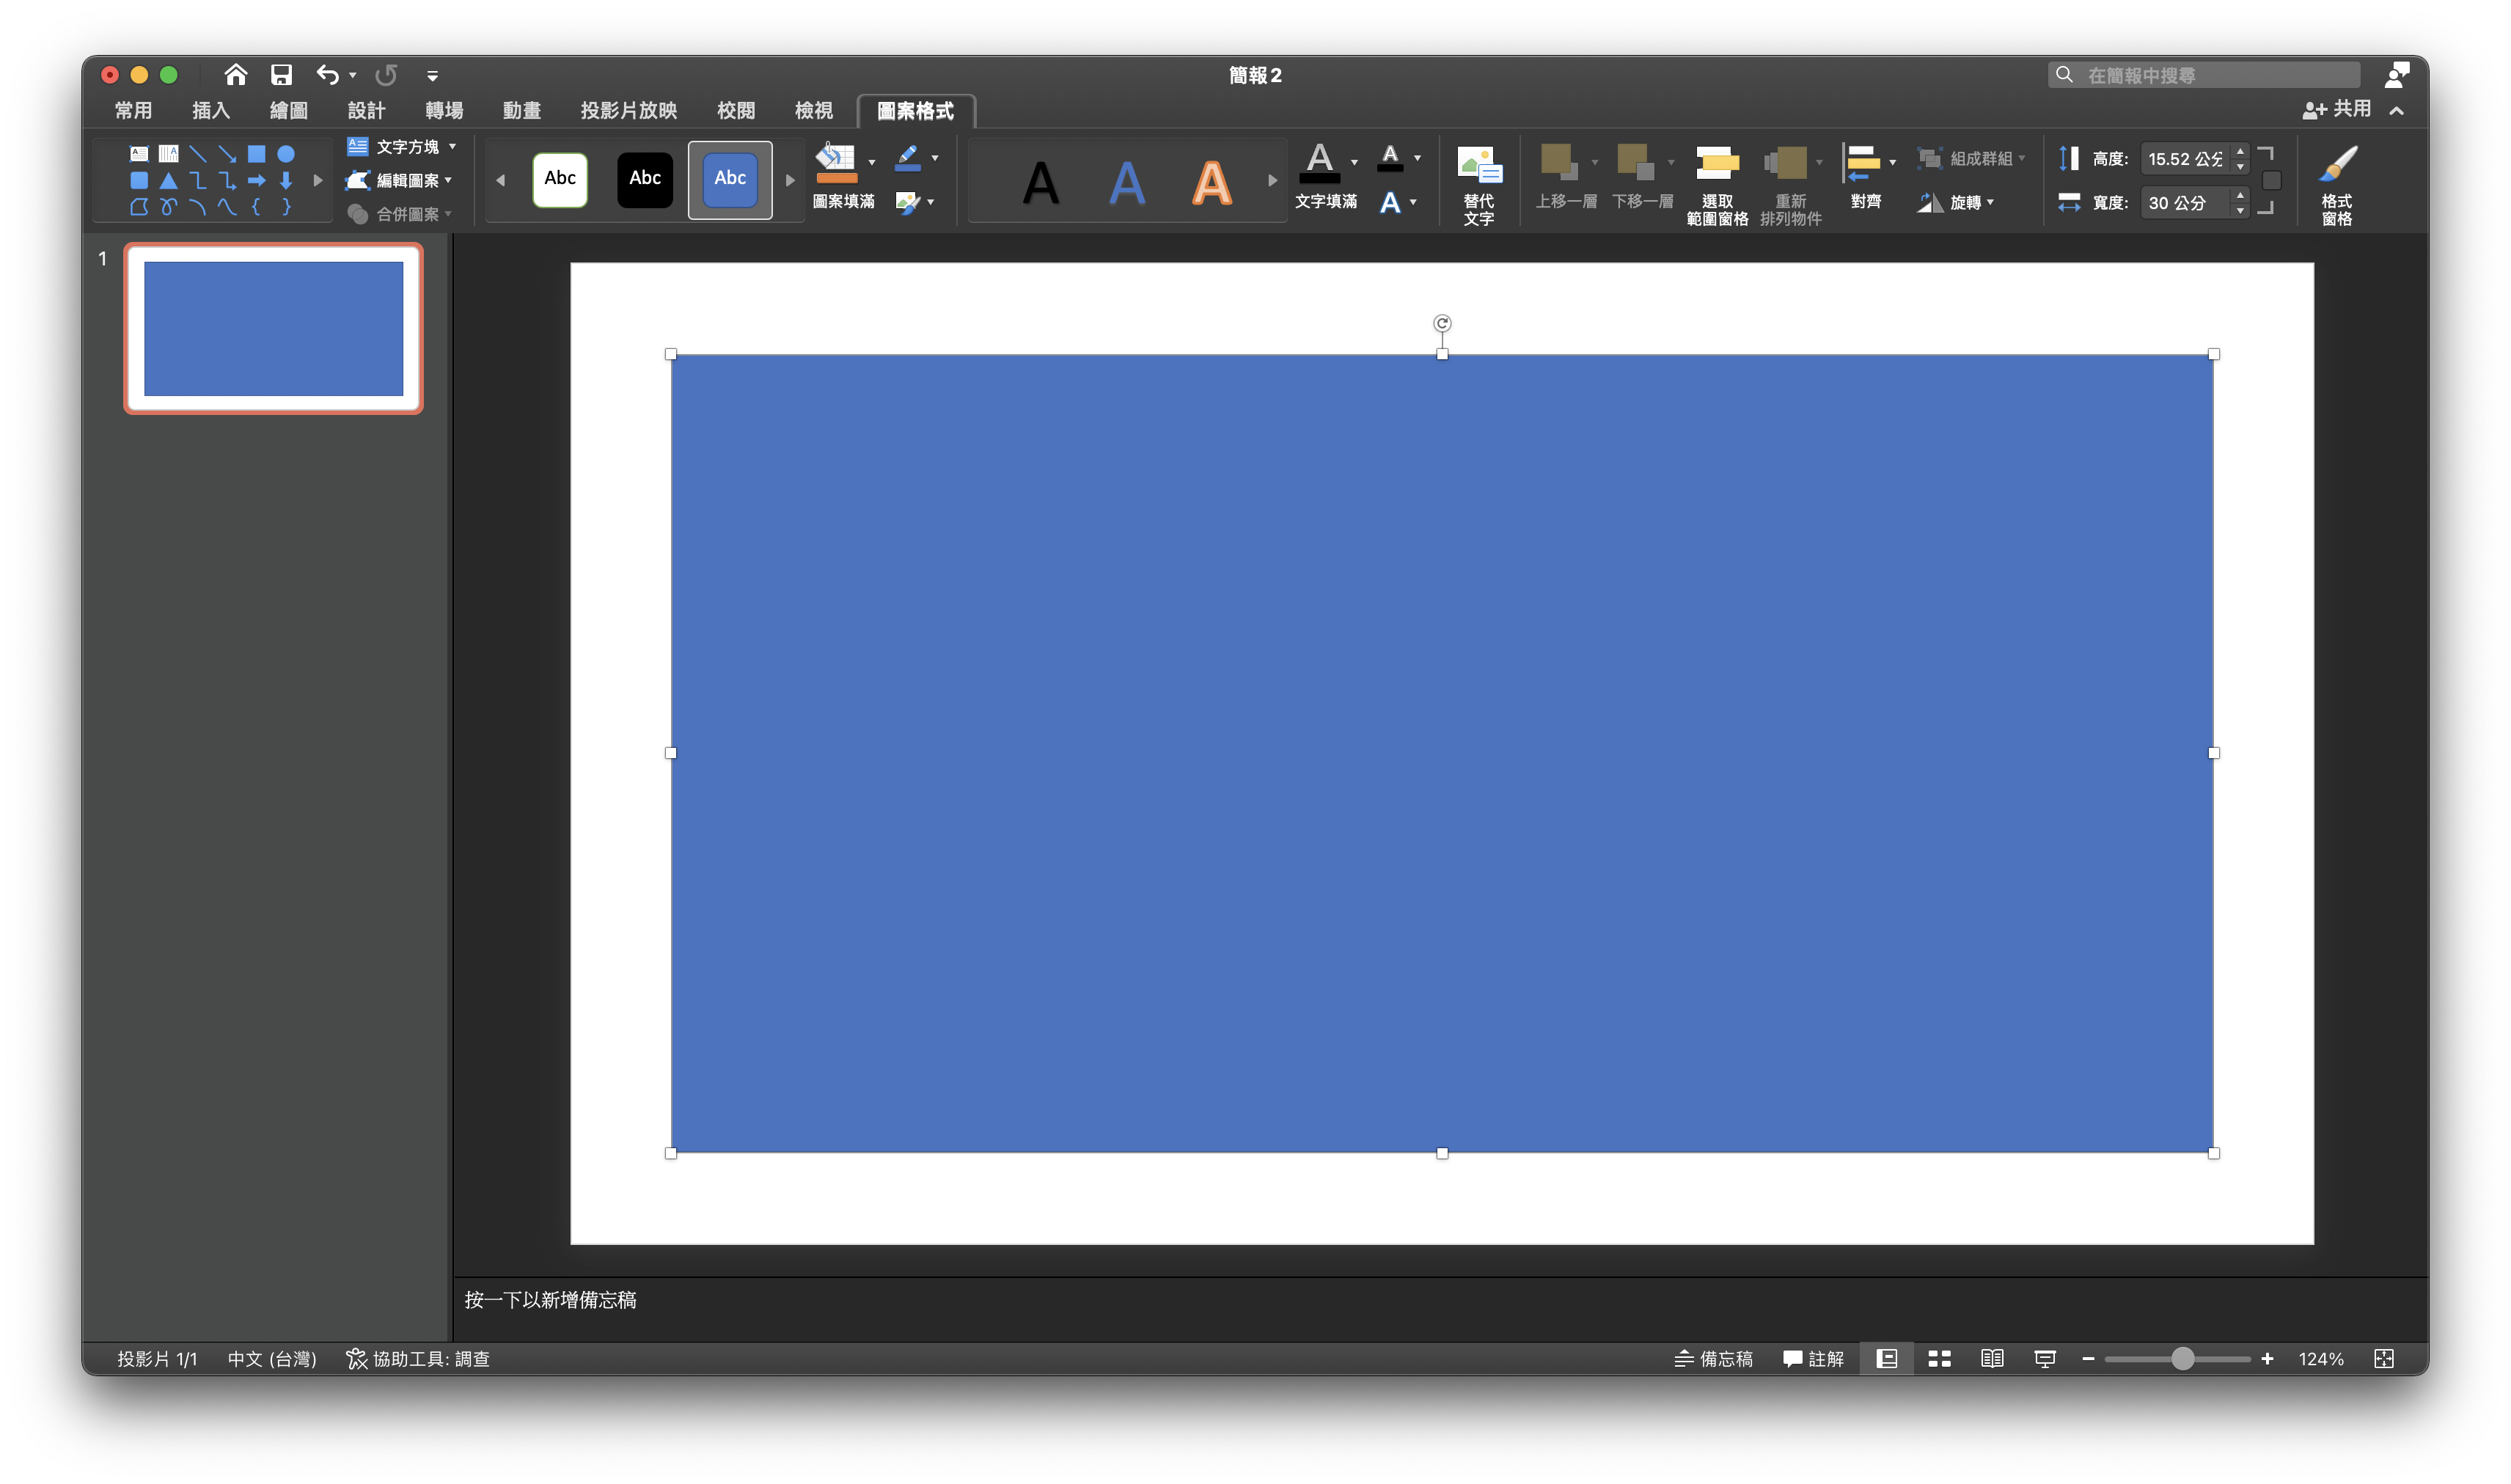 簡報2
在簡報中搜尋
常用 插入 繪圖 設計 轉場 動畫 投影片放映 校閱 檢視 圖案格式
共用
文字方塊
編輯圖案
合併圖案
Abc Abc Abc
圖案填滿
A A A
文字填滿
替代
文字
上移一層
下移一層
選取
範圍窗格
重新
排列物件
對齊
組成群組
旋轉
高度: 15.52 公分
寬度: 30 公分
格式
窗格
1
按一下以新增備忘稿
投影片 1/1 中文 (台灣) 協助工具: 調查
備忘稿 註解 124%